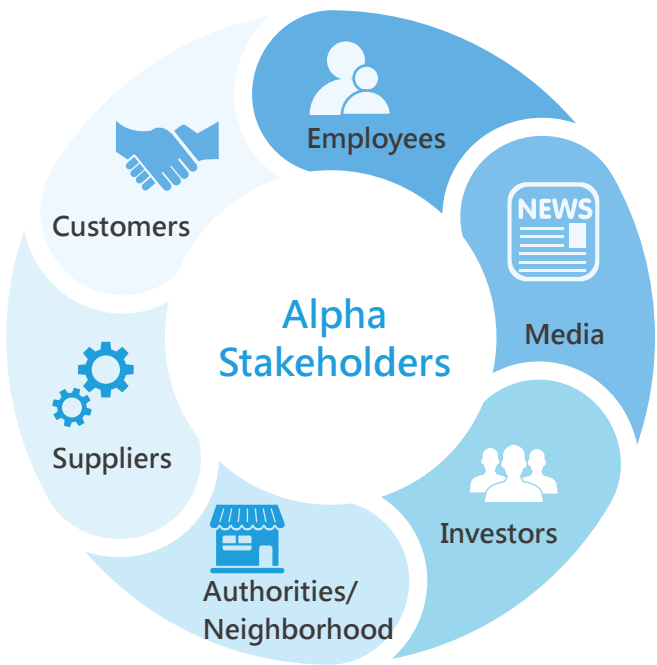 Employees
Customers
NEWS
Alpha
Stakeholders
Media
Suppliers
Investors
Authorities/
Neighborhood